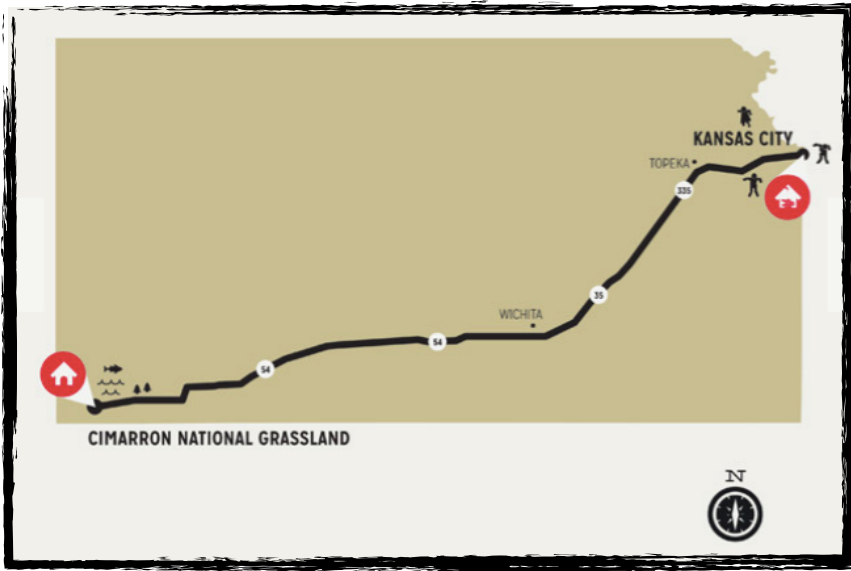 KANSAS CITY
TOPEKA
335
35
WICHITA
54
54
CIMARRON NATIONAL GRASSLAND
N